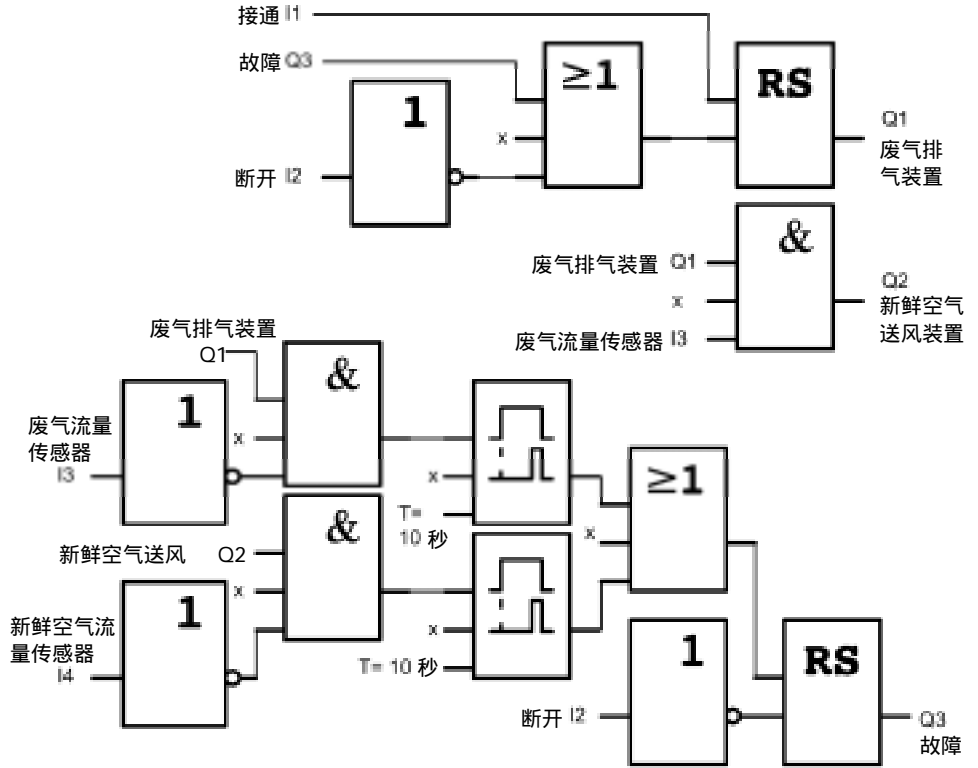 接通 I1
故障 Q3
≥1
RS
1
x
Q1
废气排
气装置
断开 I2
&
废气排气装置 Q1
x
Q2
新鲜空气
送风装置
废气流量传感器 I3
废气排气装置
Q1
&
1
废气流量
传感器
x
I3
x
≥1
T=
10 秒
x
&
新鲜空气送风 Q2
x
1
新鲜空气流
量传感器
x
I4
T= 10 秒
1
RS
断开 I2
Q3
故障